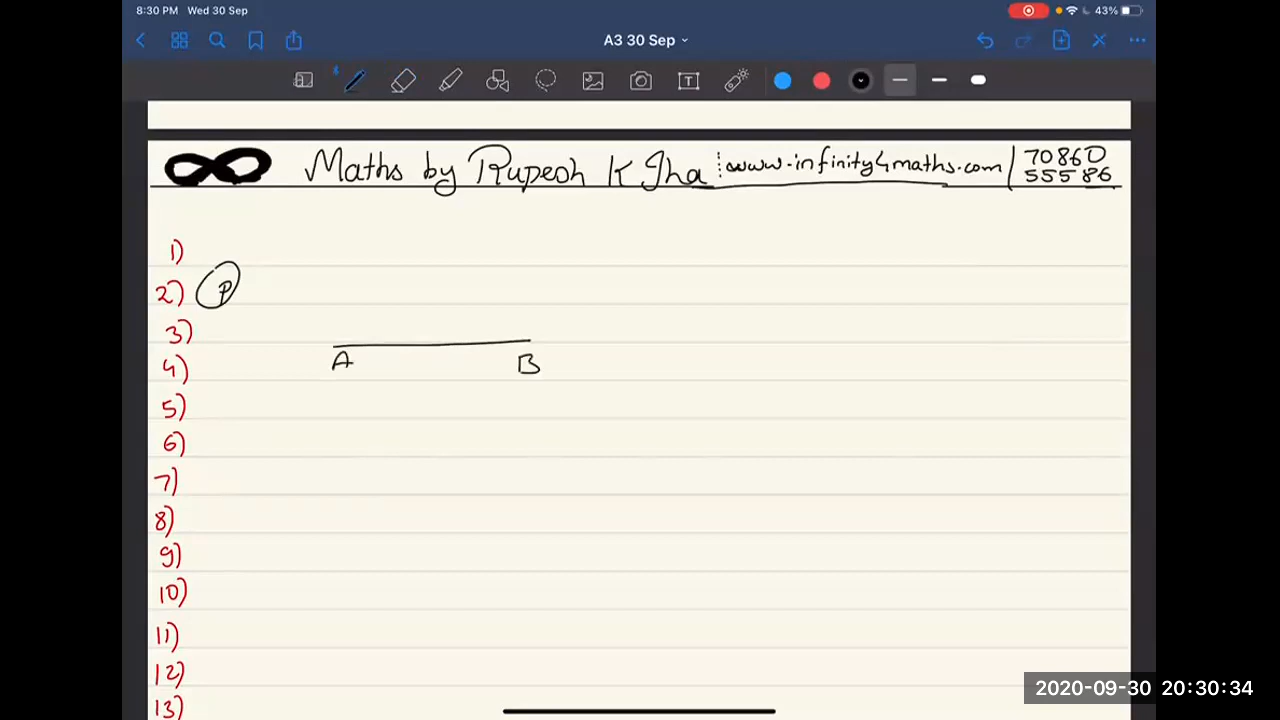 8:30 PM Wed 30 Sep
43%
A3 30 Sep
T
Maths by Rupesh K Jha www.infinity4maths.com / 70860
55586
1)
2) P
3)
4)
A B
5)
6)
7)
8)
9)
10)
11)
12)
13)
2020-09-30 20:30:34